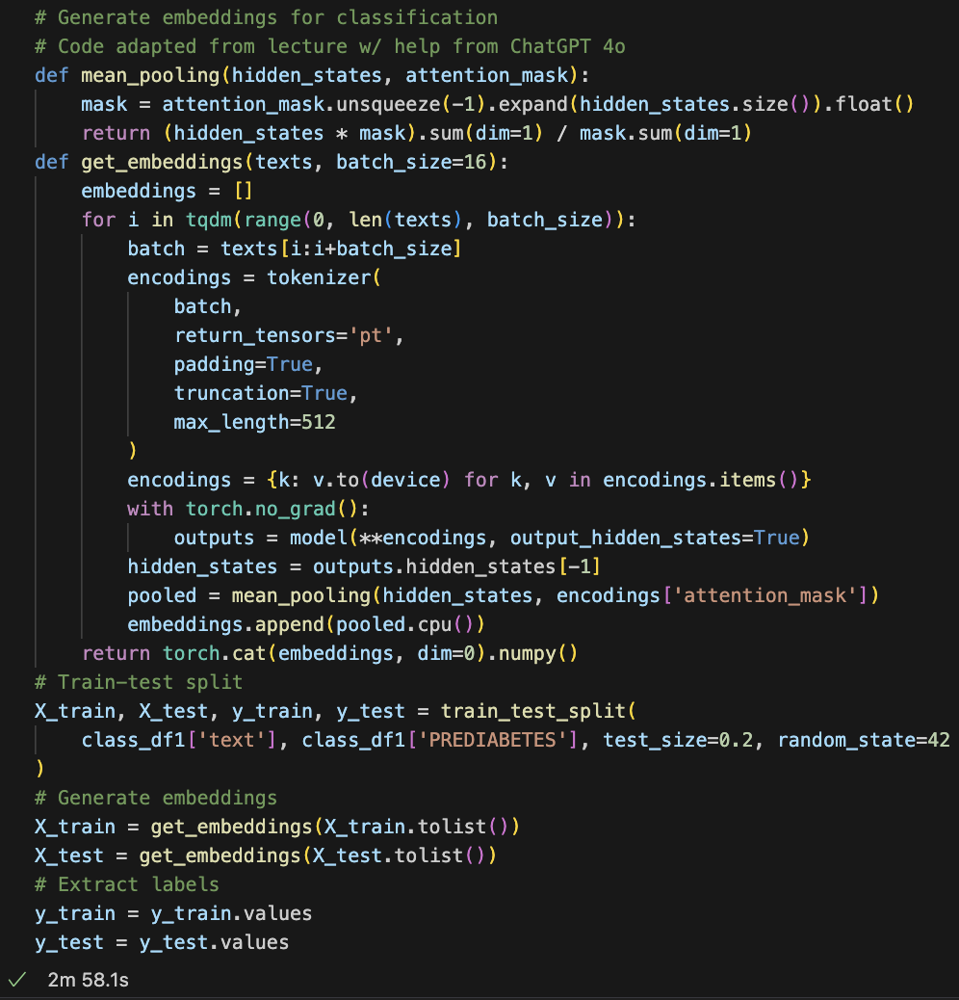 # Generate embeddings for classification
# Code adapted from lecture w/ help from ChatGPT 4o
def mean_pooling(hidden_states, attention_mask):
    mask = attention_mask.unsqueeze(-1).expand(hidden_states.size()).float()
    return (hidden_states * mask).sum(dim=1) / mask.sum(dim=1)
def get_embeddings(texts, batch_size=16):
    embeddings = []
    for i in tqdm(range(0, len(texts), batch_size)):
        batch = texts[i:i+batch_size]
        encodings = tokenizer(
            batch,
            return_tensors='pt',
            padding=True,
            truncation=True,
            max_length=512
        )
        encodings = {k: v.to(device) for k, v in encodings.items()}
        with torch.no_grad():
            outputs = model(**encodings, output_hidden_states=True)
        hidden_states = outputs.hidden_states[-1]
        pooled = mean_pooling(hidden_states, encodings['attention_mask'])
        embeddings.append(pooled.cpu())
    return torch.cat(embeddings, dim=0).numpy()
# Train-test split
X_train, X_test, y_train, y_test = train_test_split(
    class_df1['text'], class_df1['PREDIABETES'], test_size=0.2, random_state=42
)
# Generate embeddings
X_train = get_embeddings(X_train.tolist())
X_test = get_embeddings(X_test.tolist())
# Extract labels
y_train = y_train.values
y_test = y_test.values
✓ 2m 58.1s